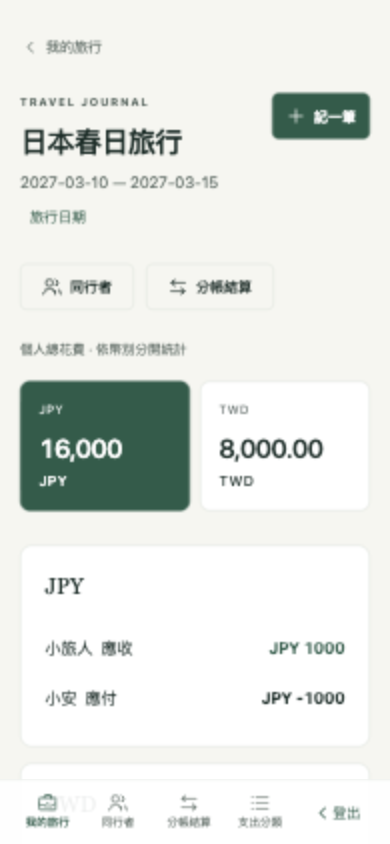 我的旅行
TRAVEL JOURNAL
記一筆
日本春日旅行
2027-03-10 — 2027-03-15
旅行日期
同行者
分帳結算
個人總花費 · 依幣別分開統計
JPY
TWD
16,000
8,000.00
JPY
TWD
JPY
小旅人 應收
JPY 1000
小安 應付
JPY -1000
TWD
我的旅行
同行者
分帳結算
支出分類
登出